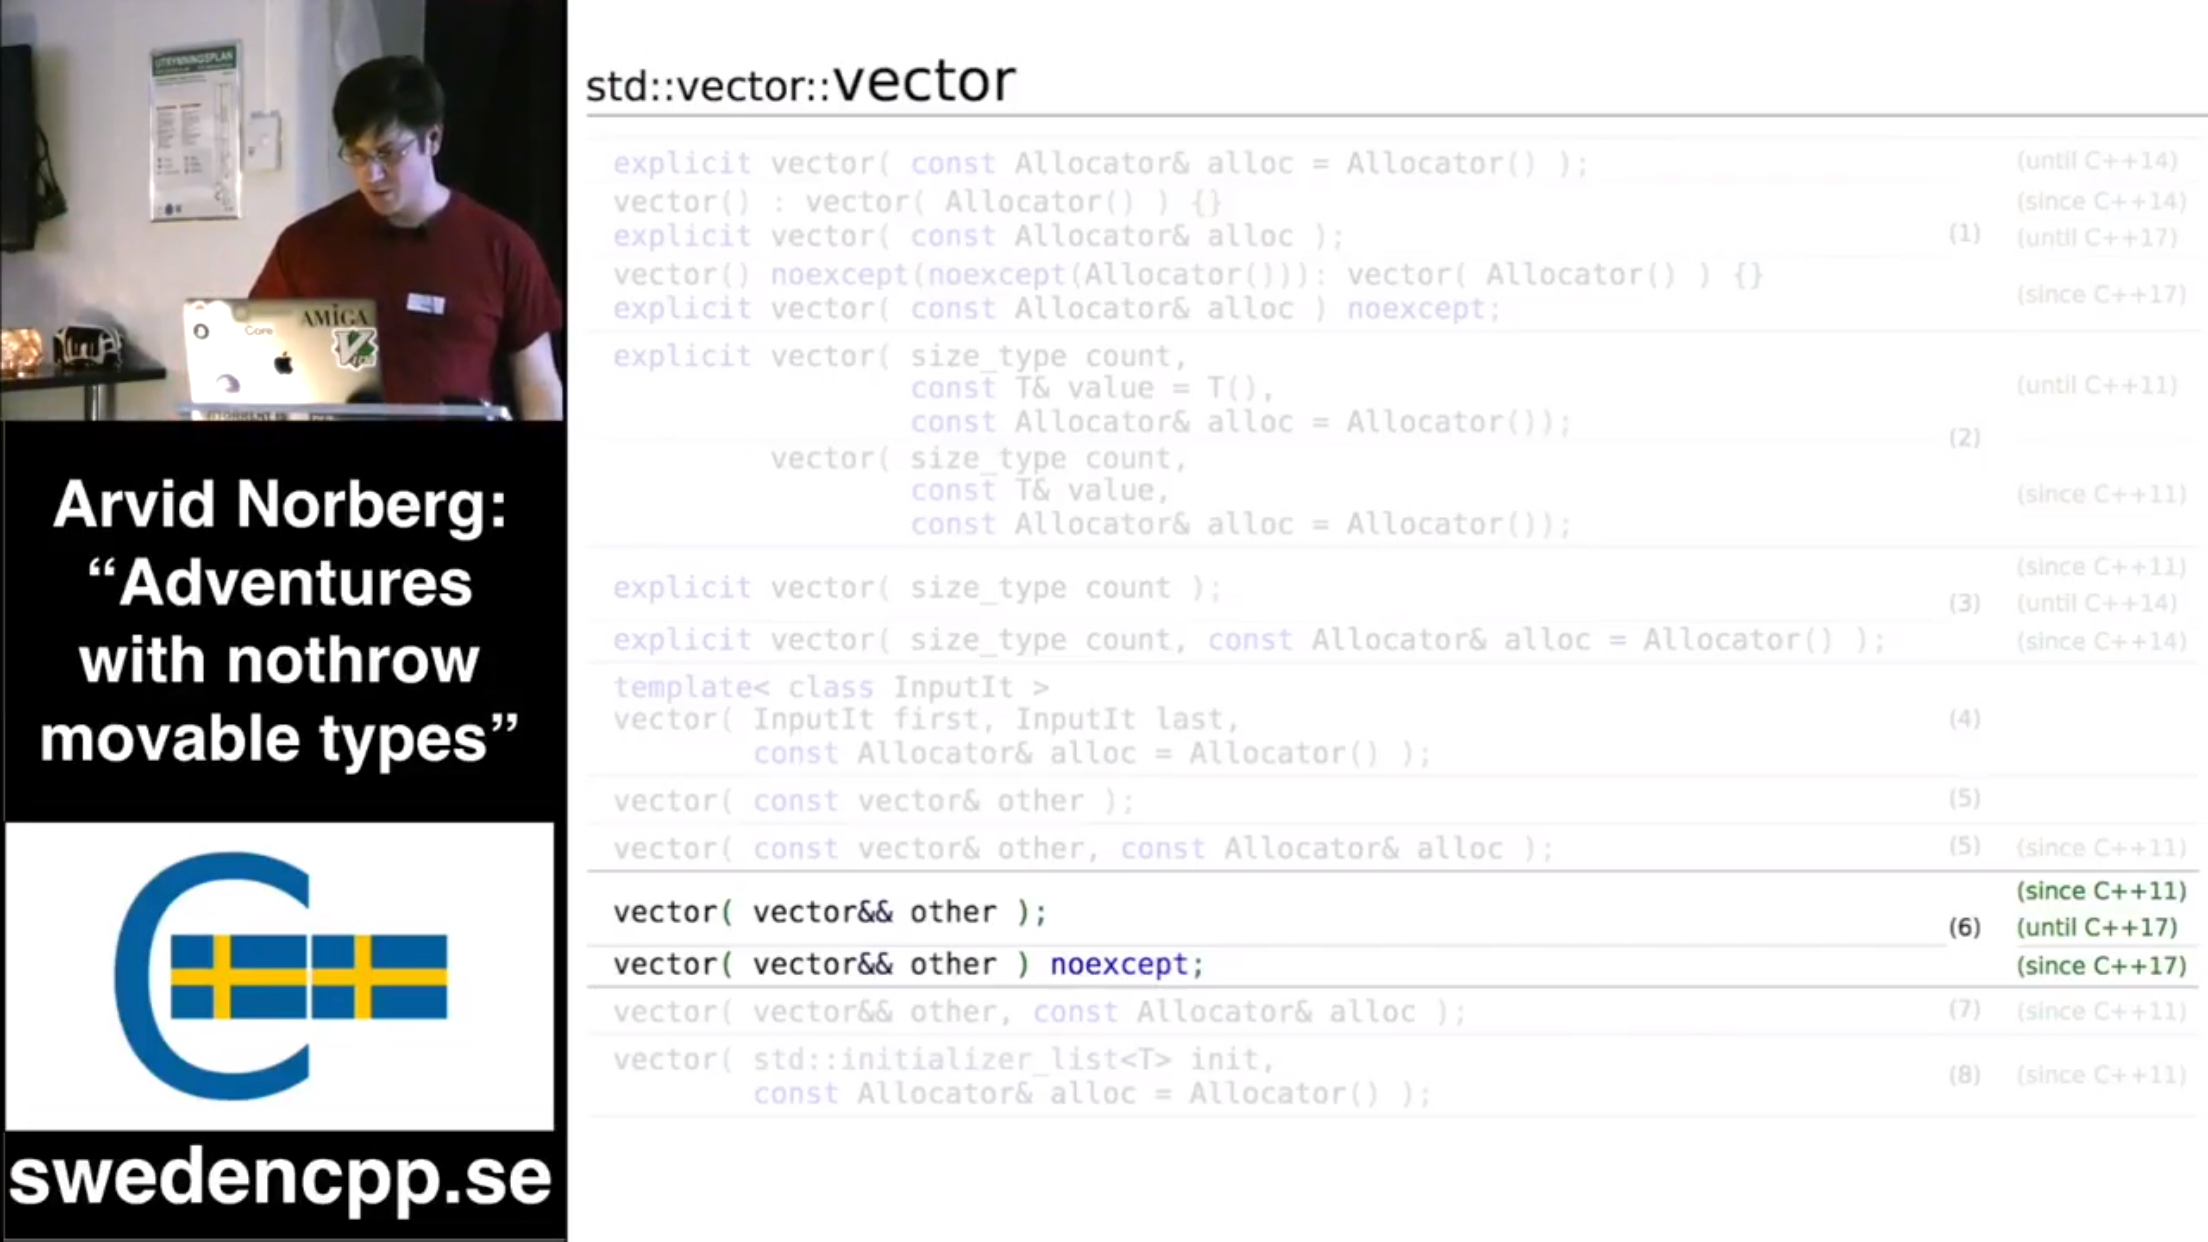 UTRYMNINGSPLAN
AMIGA
Core
VIM
Arvid Norberg:
“Adventures
with nothrow
movable types”
C
swedencpp.se
std::vector::vector
explicit vector( const Allocator& alloc = Allocator() ); (until C++14)
vector() : vector( Allocator() ) {} (since C++14)
explicit vector( const Allocator& alloc ); (1) (until C++17)
vector() noexcept(noexcept(Allocator())): vector( Allocator() ) {}
explicit vector( const Allocator& alloc ) noexcept; (since C++17)
explicit vector( size_type count,
const T& value = T(), (until C++11)
const Allocator& alloc = Allocator()); (2)
vector( size_type count,
const T& value, (since C++11)
const Allocator& alloc = Allocator());
(since C++11)
explicit vector( size_type count ); (3) (until C++14)
explicit vector( size_type count, const Allocator& alloc = Allocator() ); (since C++14)
template< class InputIt >
vector( InputIt first, InputIt last, (4)
const Allocator& alloc = Allocator() );
vector( const vector& other ); (5)
vector( const vector& other, const Allocator& alloc ); (5) (since C++11)
(since C++11)
vector( vector&& other ); (6) (until C++17)
vector( vector&& other ) noexcept; (since C++17)
vector( vector&& other, const Allocator& alloc ); (7) (since C++11)
vector( std::initializer_list<T> init, (8) (since C++11)
const Allocator& alloc = Allocator() );